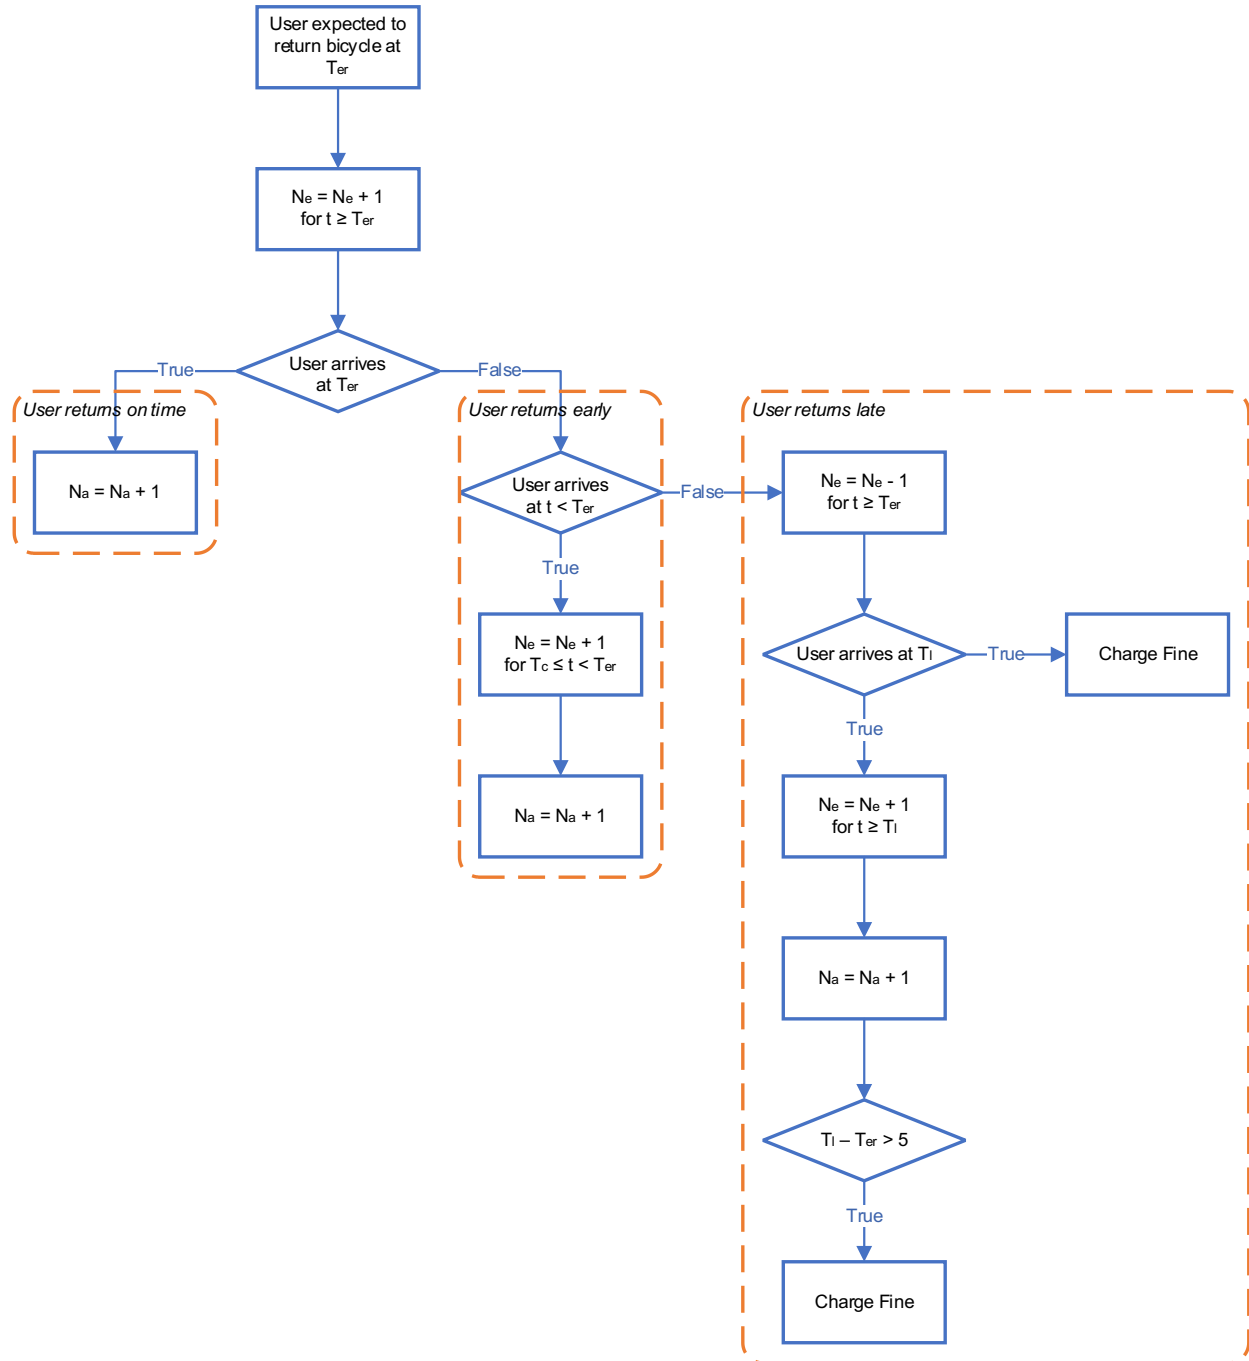 User expected to
return bicycle at
Ter
Ne = Ne + 1
for t ≥ Ter
User arrives
at Ter
True
False
User returns on time
Na = Na + 1
User returns early
User arrives
at t < Ter
False
True
Ne = Ne + 1
for Tc ≤ t < Ter
Na = Na + 1
User returns late
Ne = Ne - 1
for t ≥ Ter
User arrives at Tl
True
Charge Fine
True
Ne = Ne + 1
for t ≥ Tl
Na = Na + 1
Tl – Ter > 5
True
Charge Fine